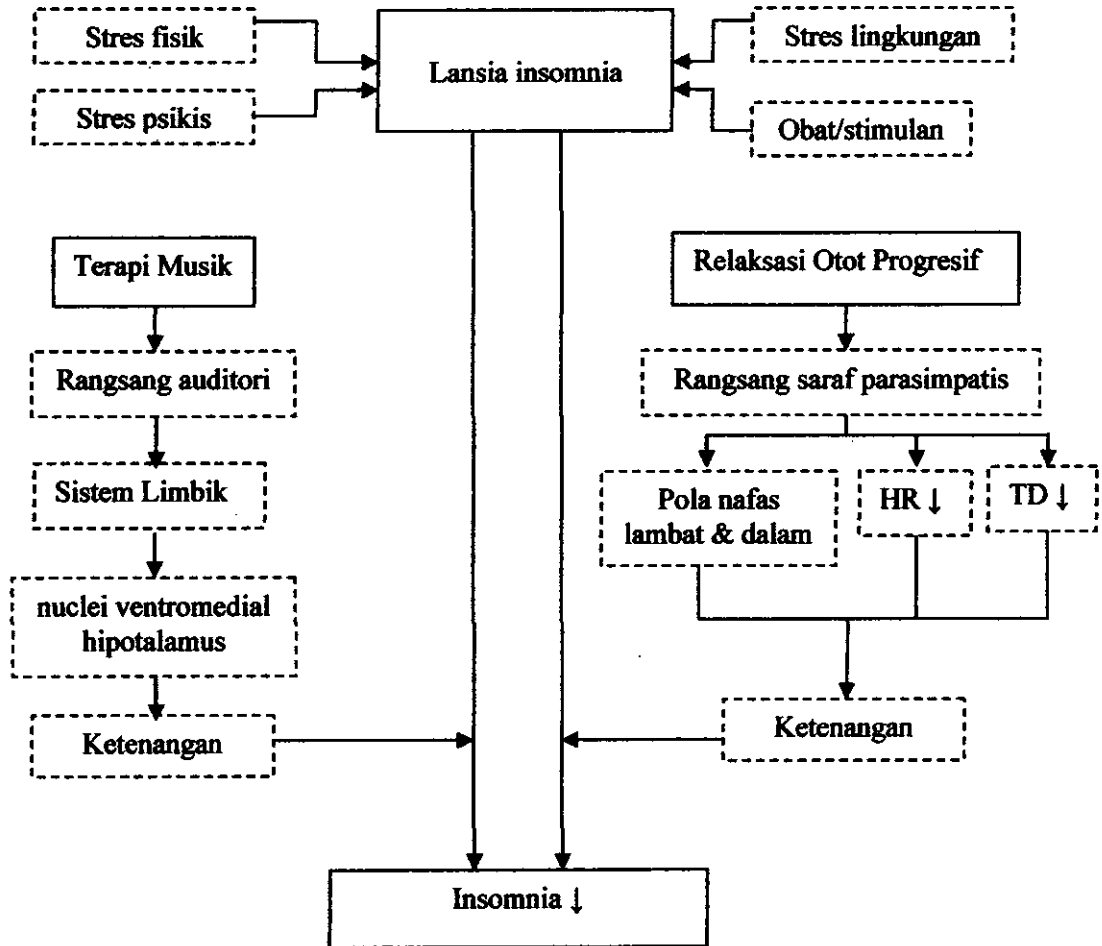 Stres fisik
Stres psikis
Lansia insomnia
Stres lingkungan
Obat/stimulan
Terapi Musik
Rangsang auditori
Sistem Limbik
nuclei ventromedial
hipotalamus
Ketenangan
Relaksasi Otot Progresif
Rangsang saraf parasimpatis
Pola nafas
lambat & dalam
HR ↓
TD ↓
Ketenangan
Insomnia ↓